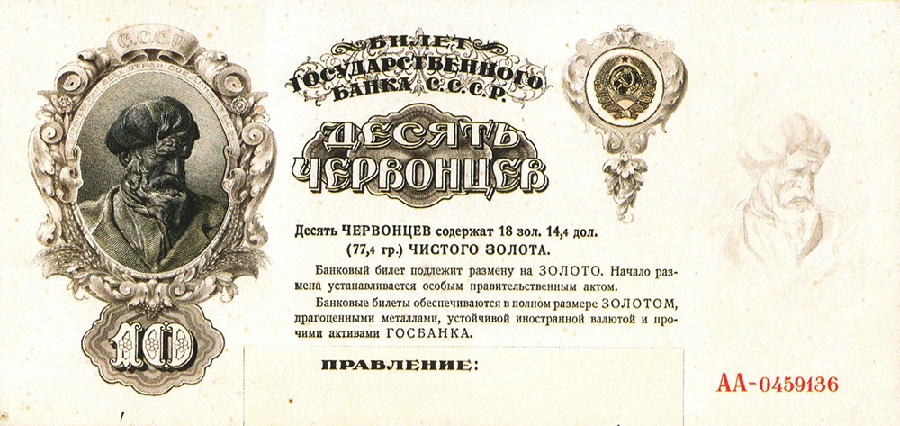 С.С.С.Р.
БИЛЕТ
ГОСУДАРСТВЕННОГО
БАНКА С.С.С.Р.
ДЕСЯТЬ
ЧЕРВОНЦЕВ
Десять ЧЕРВОНЦЕВ содержат 18 зол. 14,4 дол.
(77,4 гр.) ЧИСТОГО ЗОЛОТА.
Банковый билет подлежит размену на ЗОЛОТО. Начало раз-
мена устанавливается особым правительственным актом.
Банковые билеты обеспечиваются в полном размере ЗОЛОТОМ,
драгоценными металлами, устойчивой иностранной валютой и про-
чими активами ГОСБАНКА.
10
ПРАВЛЕНИЕ:
АА-0459136